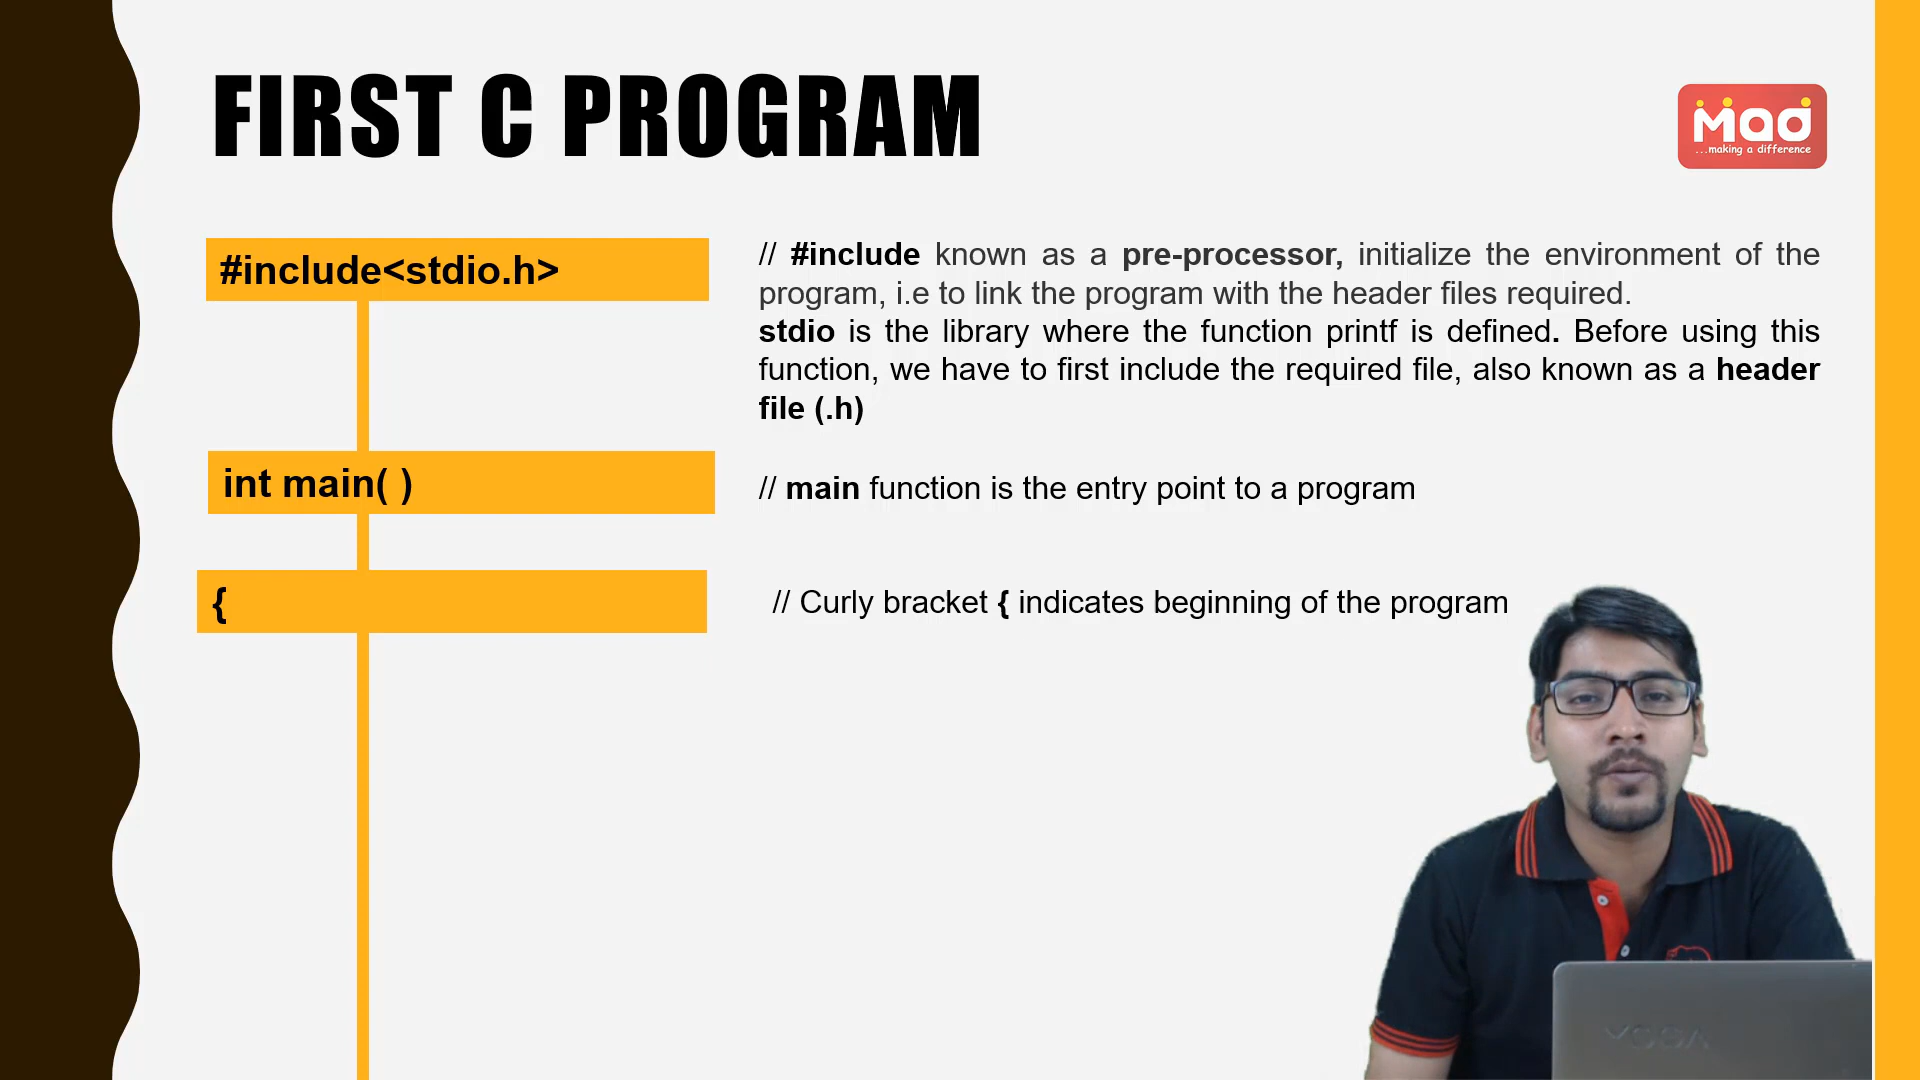 FIRST C PROGRAM
Mad
...making a difference
#include<stdio.h>
// #include known as a pre-processor, initialize the environment of the
program, i.e to link the program with the header files required.
stdio is the library where the function printf is defined. Before using this
function, we have to first include the required file, also known as a header
file (.h)
int main( )
// main function is the entry point to a program
{
// Curly bracket { indicates beginning of the program
YOGA